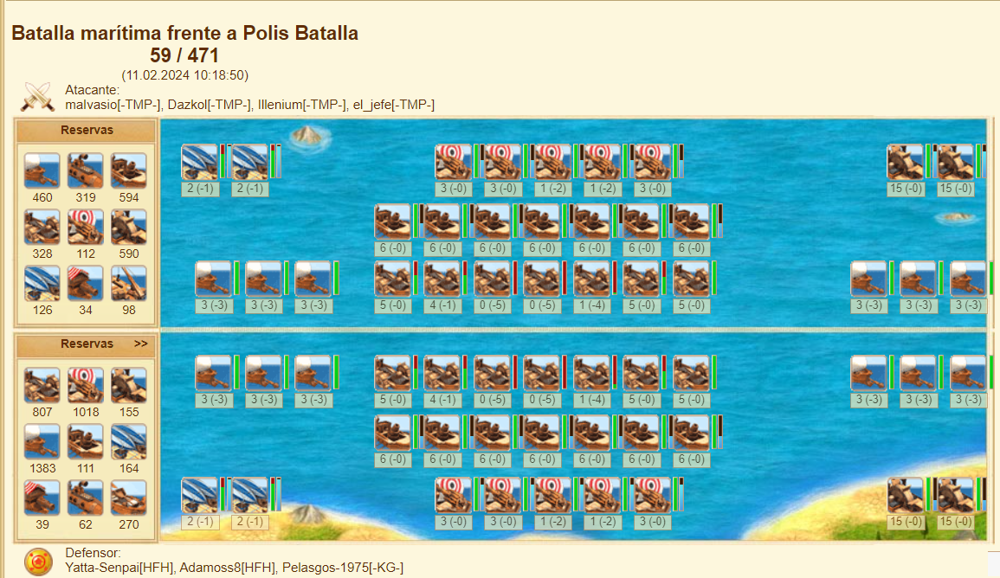 Batalla marítima frente a Polis Batalla
59 / 471
(11.02.2024 10:18:50)
Atacante:
malvasio[-TMP-], Dazkol[-TMP-], Illenium[-TMP-], el_jefe[-TMP-]
Reservas
460 319 594
328 112 590
126 34 98
2 (-1) 2 (-1) 3 (-0) 3 (-0) 1 (-2) 1 (-2) 3 (-0) 15 (-0) 15 (-0)
6 (-0) 6 (-0) 6 (-0) 6 (-0) 6 (-0) 6 (-0) 6 (-0)
3 (-3) 3 (-3) 3 (-3) 5 (-0) 4 (-1) 0 (-5) 0 (-5) 1 (-4) 5 (-0) 5 (-0) 3 (-3) 3 (-3) 3 (-3)
Reservas >>
807 1018 155
1383 111 164
39 62 270
3 (-3) 3 (-3) 3 (-3) 5 (-0) 4 (-1) 0 (-5) 0 (-5) 1 (-4) 5 (-0) 5 (-0) 3 (-3) 3 (-3) 3 (-3)
6 (-0) 6 (-0) 6 (-0) 6 (-0) 6 (-0) 6 (-0) 6 (-0)
2 (-1) 2 (-1) 3 (-0) 3 (-0) 1 (-2) 1 (-2) 3 (-0) 15 (-0) 15 (-0)
Defensor:
Yatta-Senpai[HFH], Adamoss8[HFH], Pelasgos-1975[-KG-]